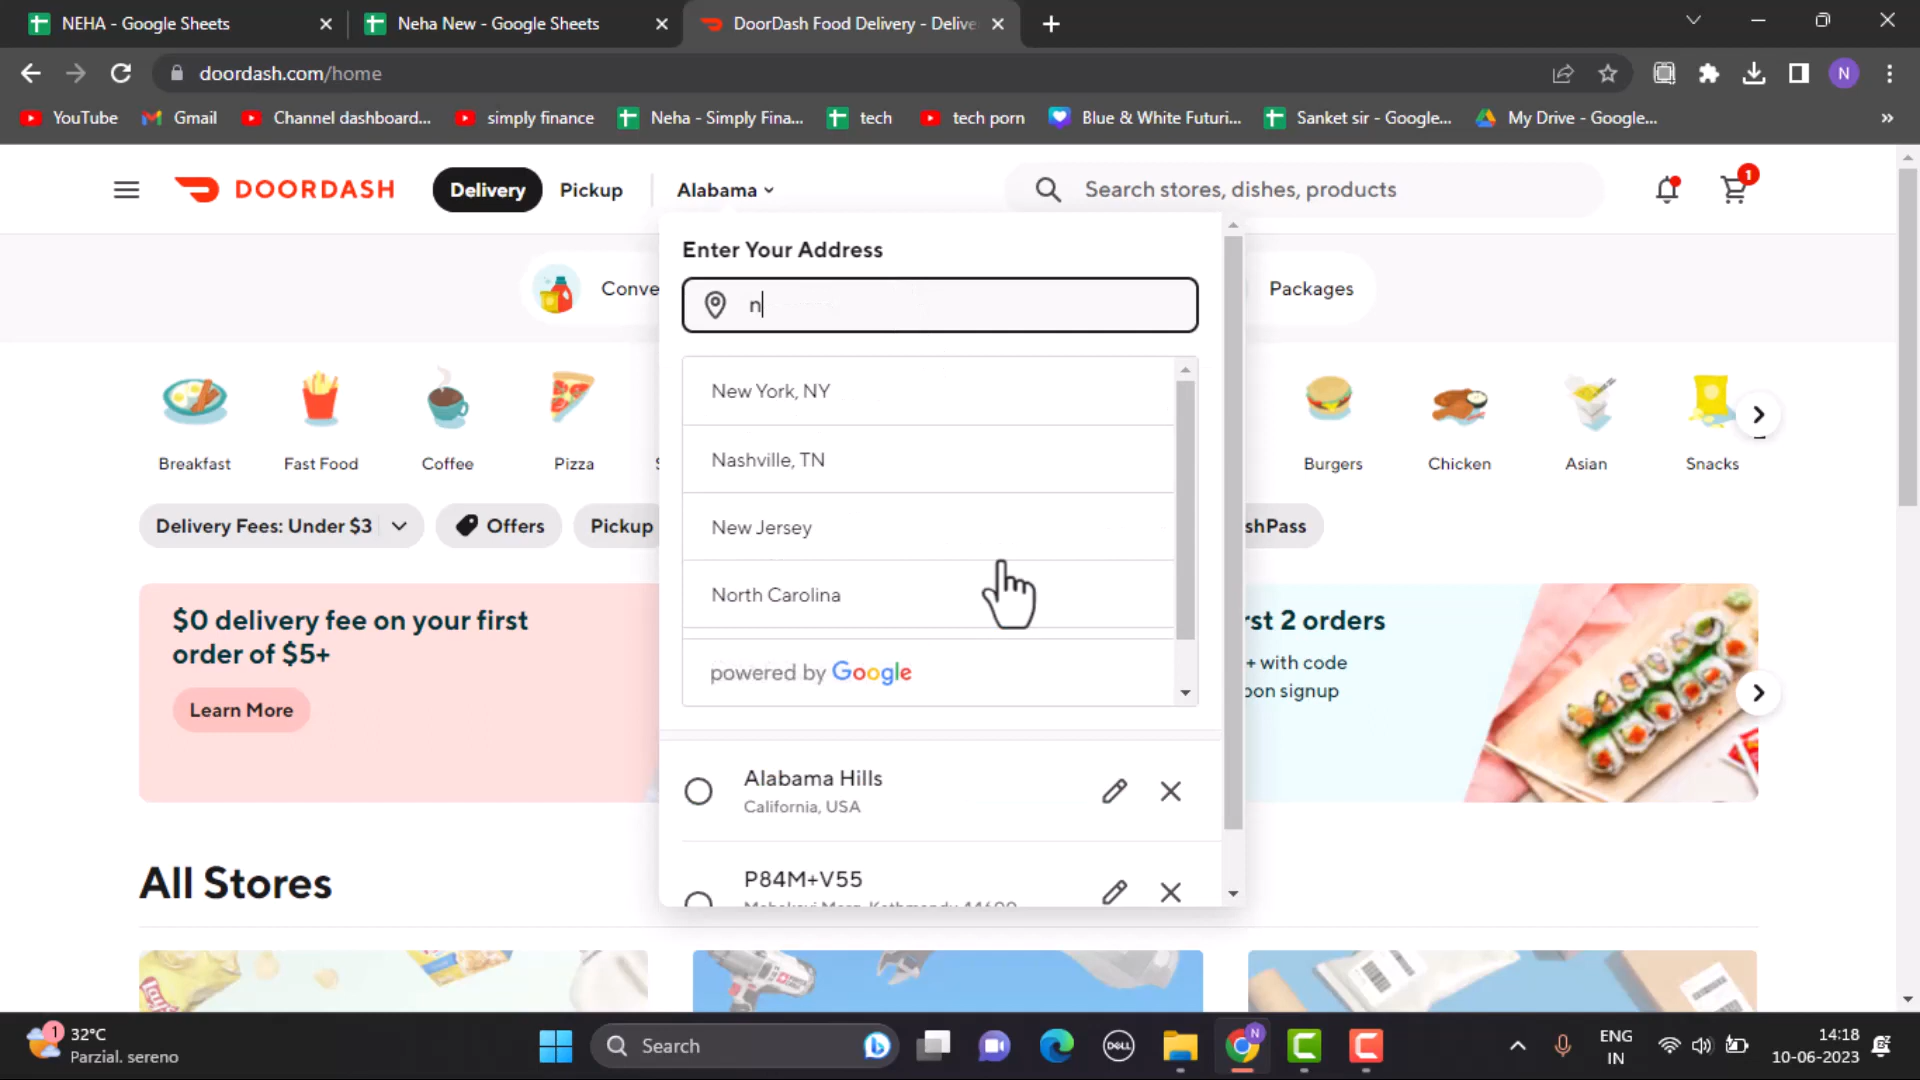 NEHA - Google Sheets
Neha New - Google Sheets
DoorDash Food Delivery - Delive
doordash.com/home
N
YouTube
Gmail
Channel dashboard...
simply finance
Neha - Simply Fina...
tech
tech porn
Blue & White Futuri...
Sanket sir - Google...
My Drive - Google...
»
DOORDASH
Delivery
Pickup
Alabama
Search stores, dishes, products
1
Enter Your Address
n
Conve
Packages
New York, NY
Nashville, TN
New Jersey
North Carolina
powered by Google
Breakfast
Fast Food
Coffee
Pizza
Burgers
Chicken
Asian
Snacks
Delivery Fees: Under $3
Offers
Pickup
shPass
$0 delivery fee on your first
order of $5+
Learn More
rst 2 orders
+ with code
on signup
Alabama Hills
California, USA
P84M+V55
All Stores
Lay's
1
32°C
Parzial. sereno
Search
DELL
N
ENG
IN
14:18
10-06-2023